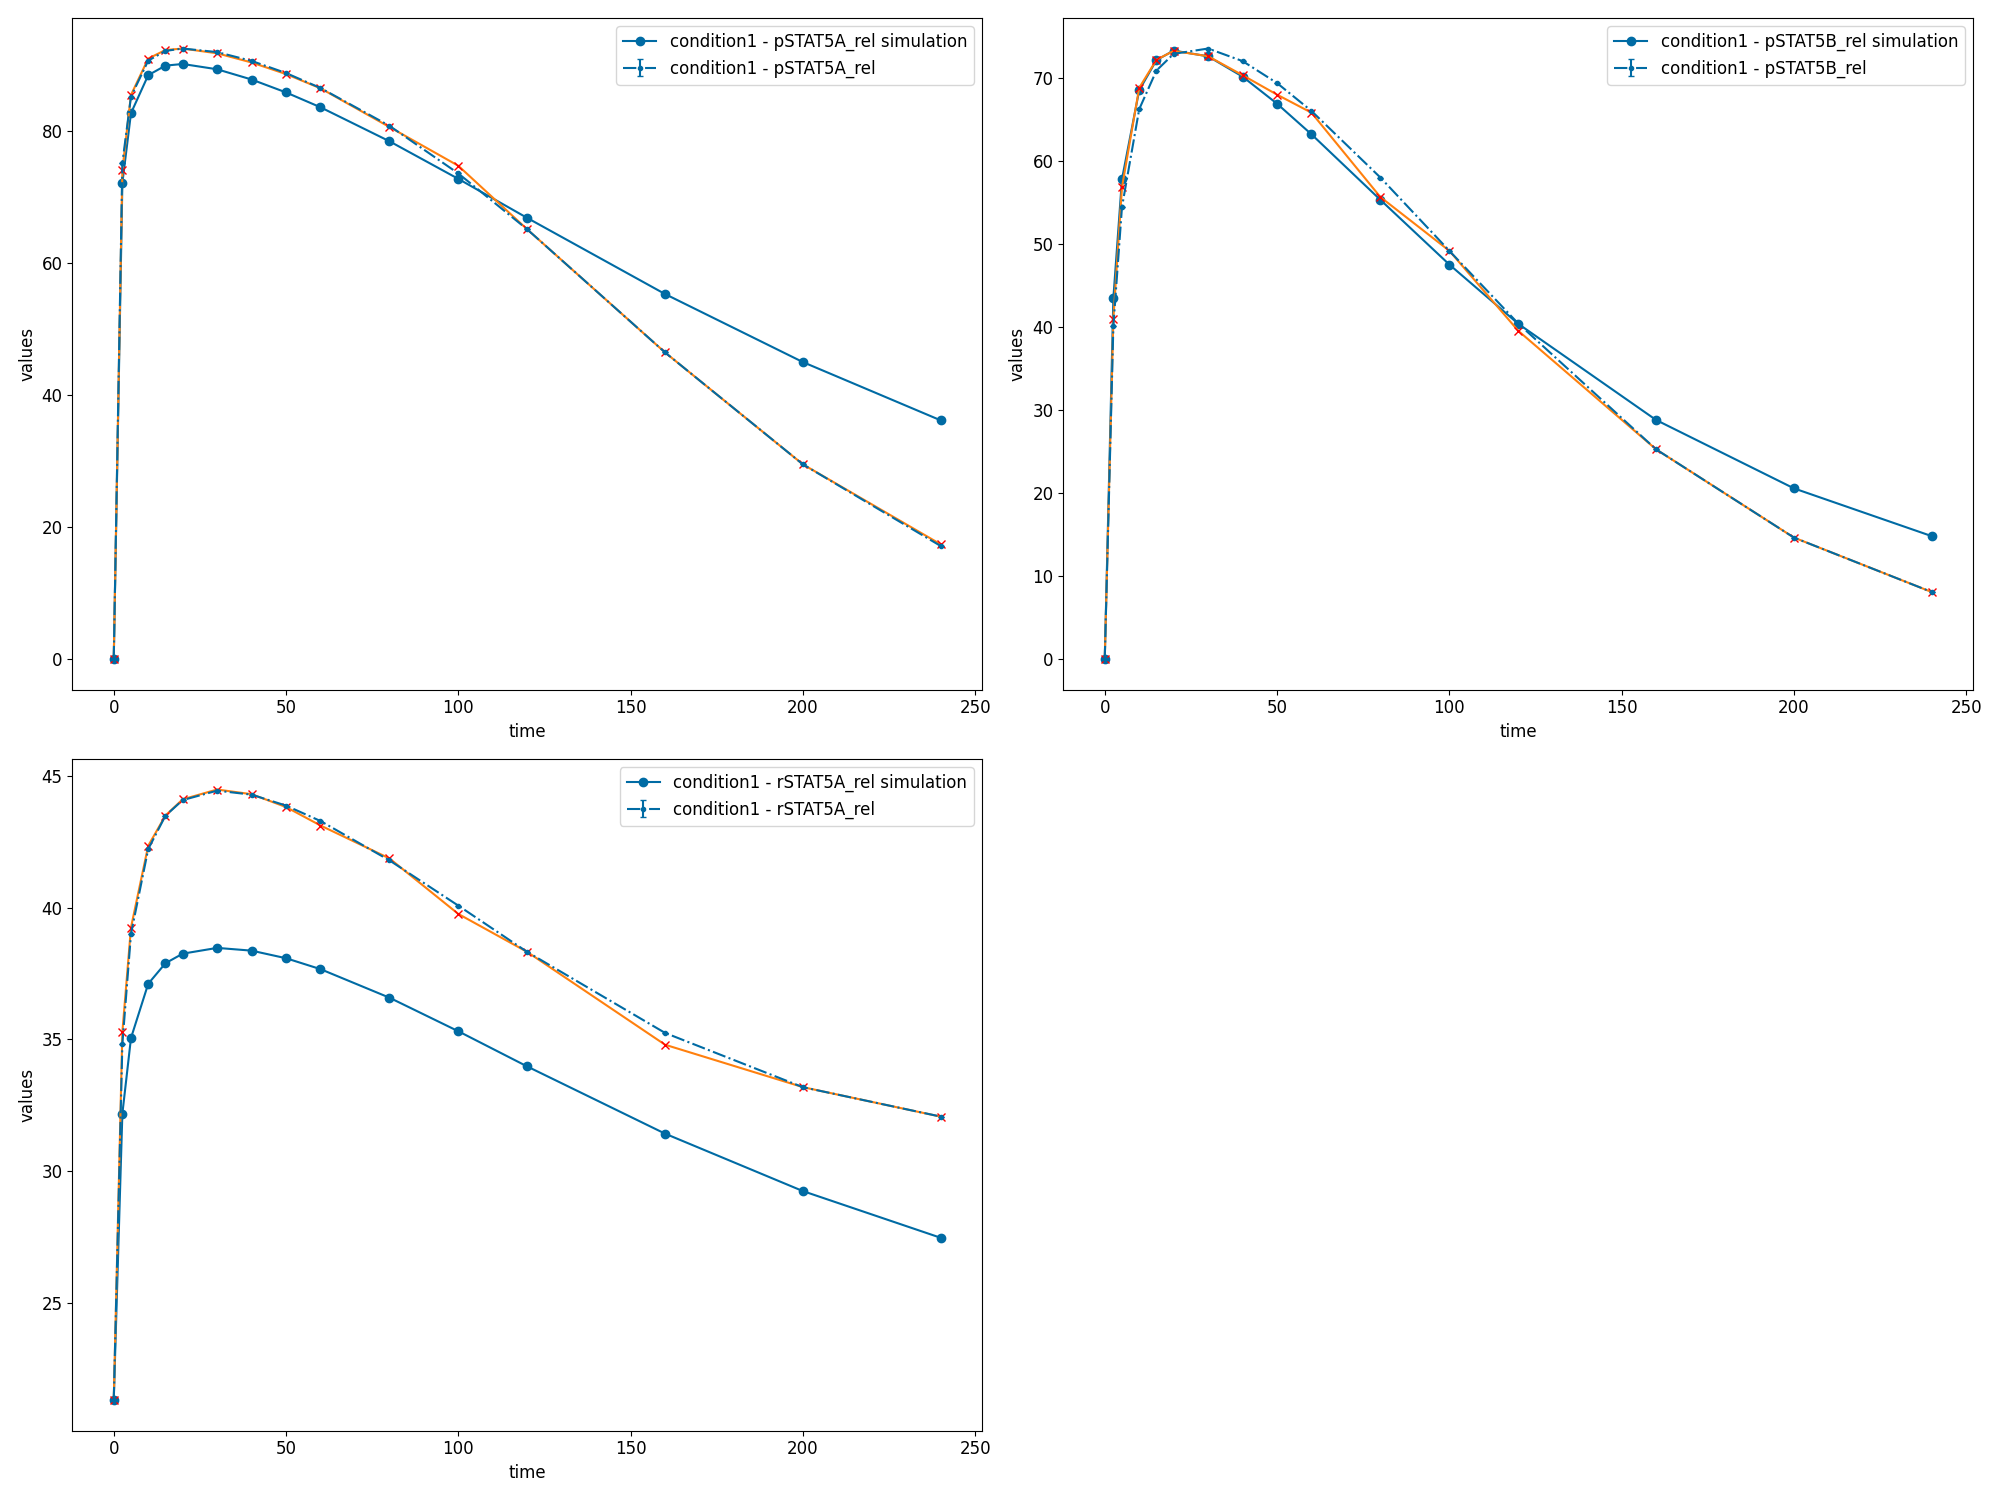 condition1 - pSTAT5A_rel simulation
condition1 - pSTAT5A_rel
values
80
60
40
20
0
0 50 100 150 200 250
time
condition1 - pSTAT5B_rel simulation
condition1 - pSTAT5B_rel
values
70
60
50
40
30
20
10
0
0 50 100 150 200 250
time
condition1 - rSTAT5A_rel simulation
condition1 - rSTAT5A_rel
values
45
40
35
30
25
0 50 100 150 200 250
time